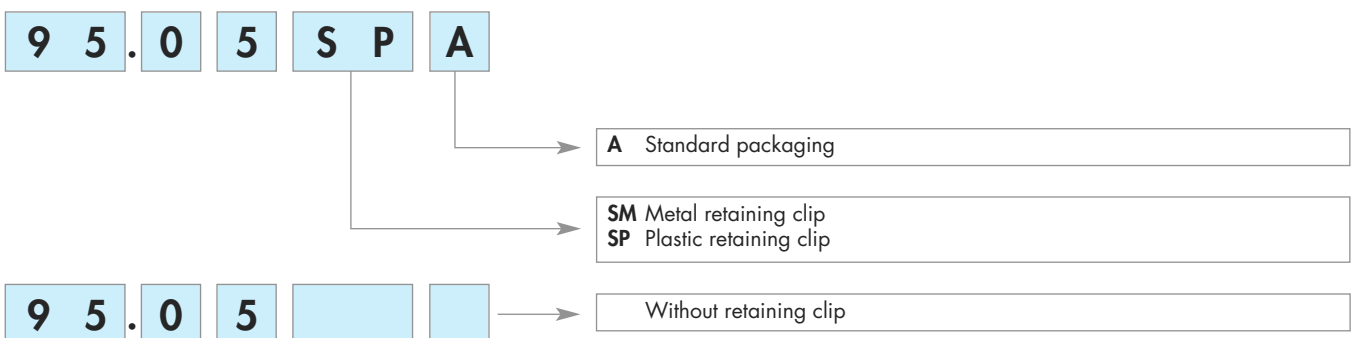 9 5.0 5 S P A
A Standard packaging
SM Metal retaining clip
SP Plastic retaining clip
9 5.0 5 Without retaining clip